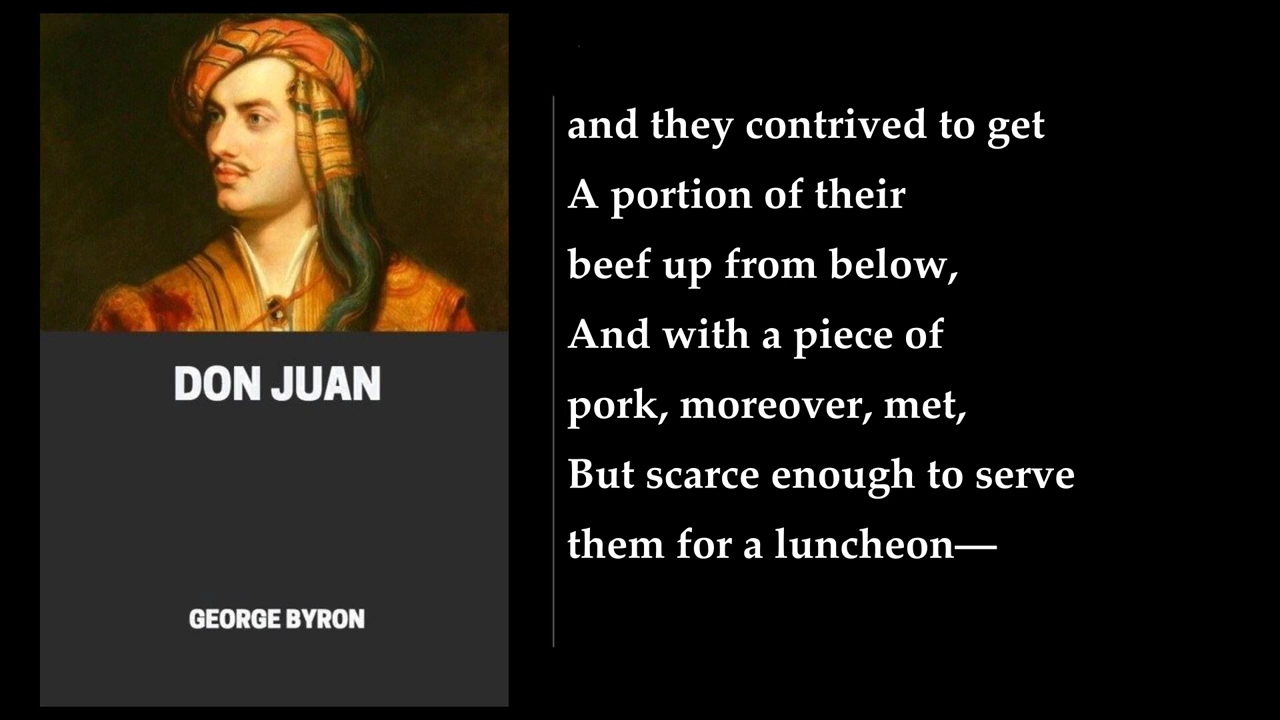 DON JUAN
GEORGE BYRON
and they contrived to get
A portion of their
beef up from below,
And with a piece of
pork, moreover, met,
But scarce enough to serve
them for a luncheon—